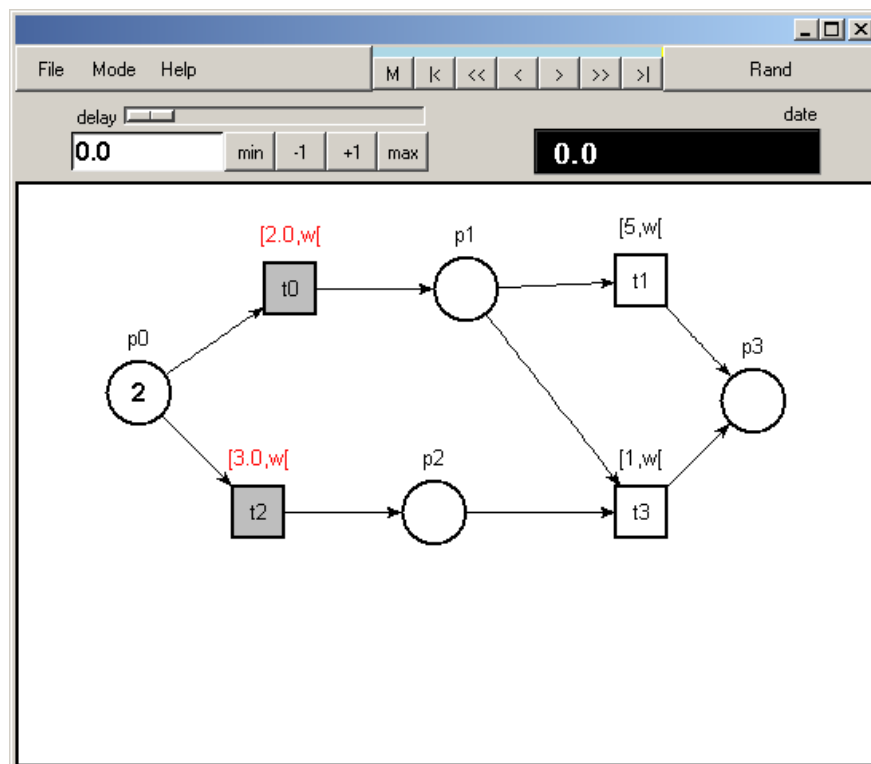 File Mode Help M |< << < > >> >| Rand
delay date
0.0 min -1 +1 max 0.0
[2.0,w[ p1 [5,w[
t0 t1
p0 p3
2
[3.0,w[ p2 [1,w[
t2 t3